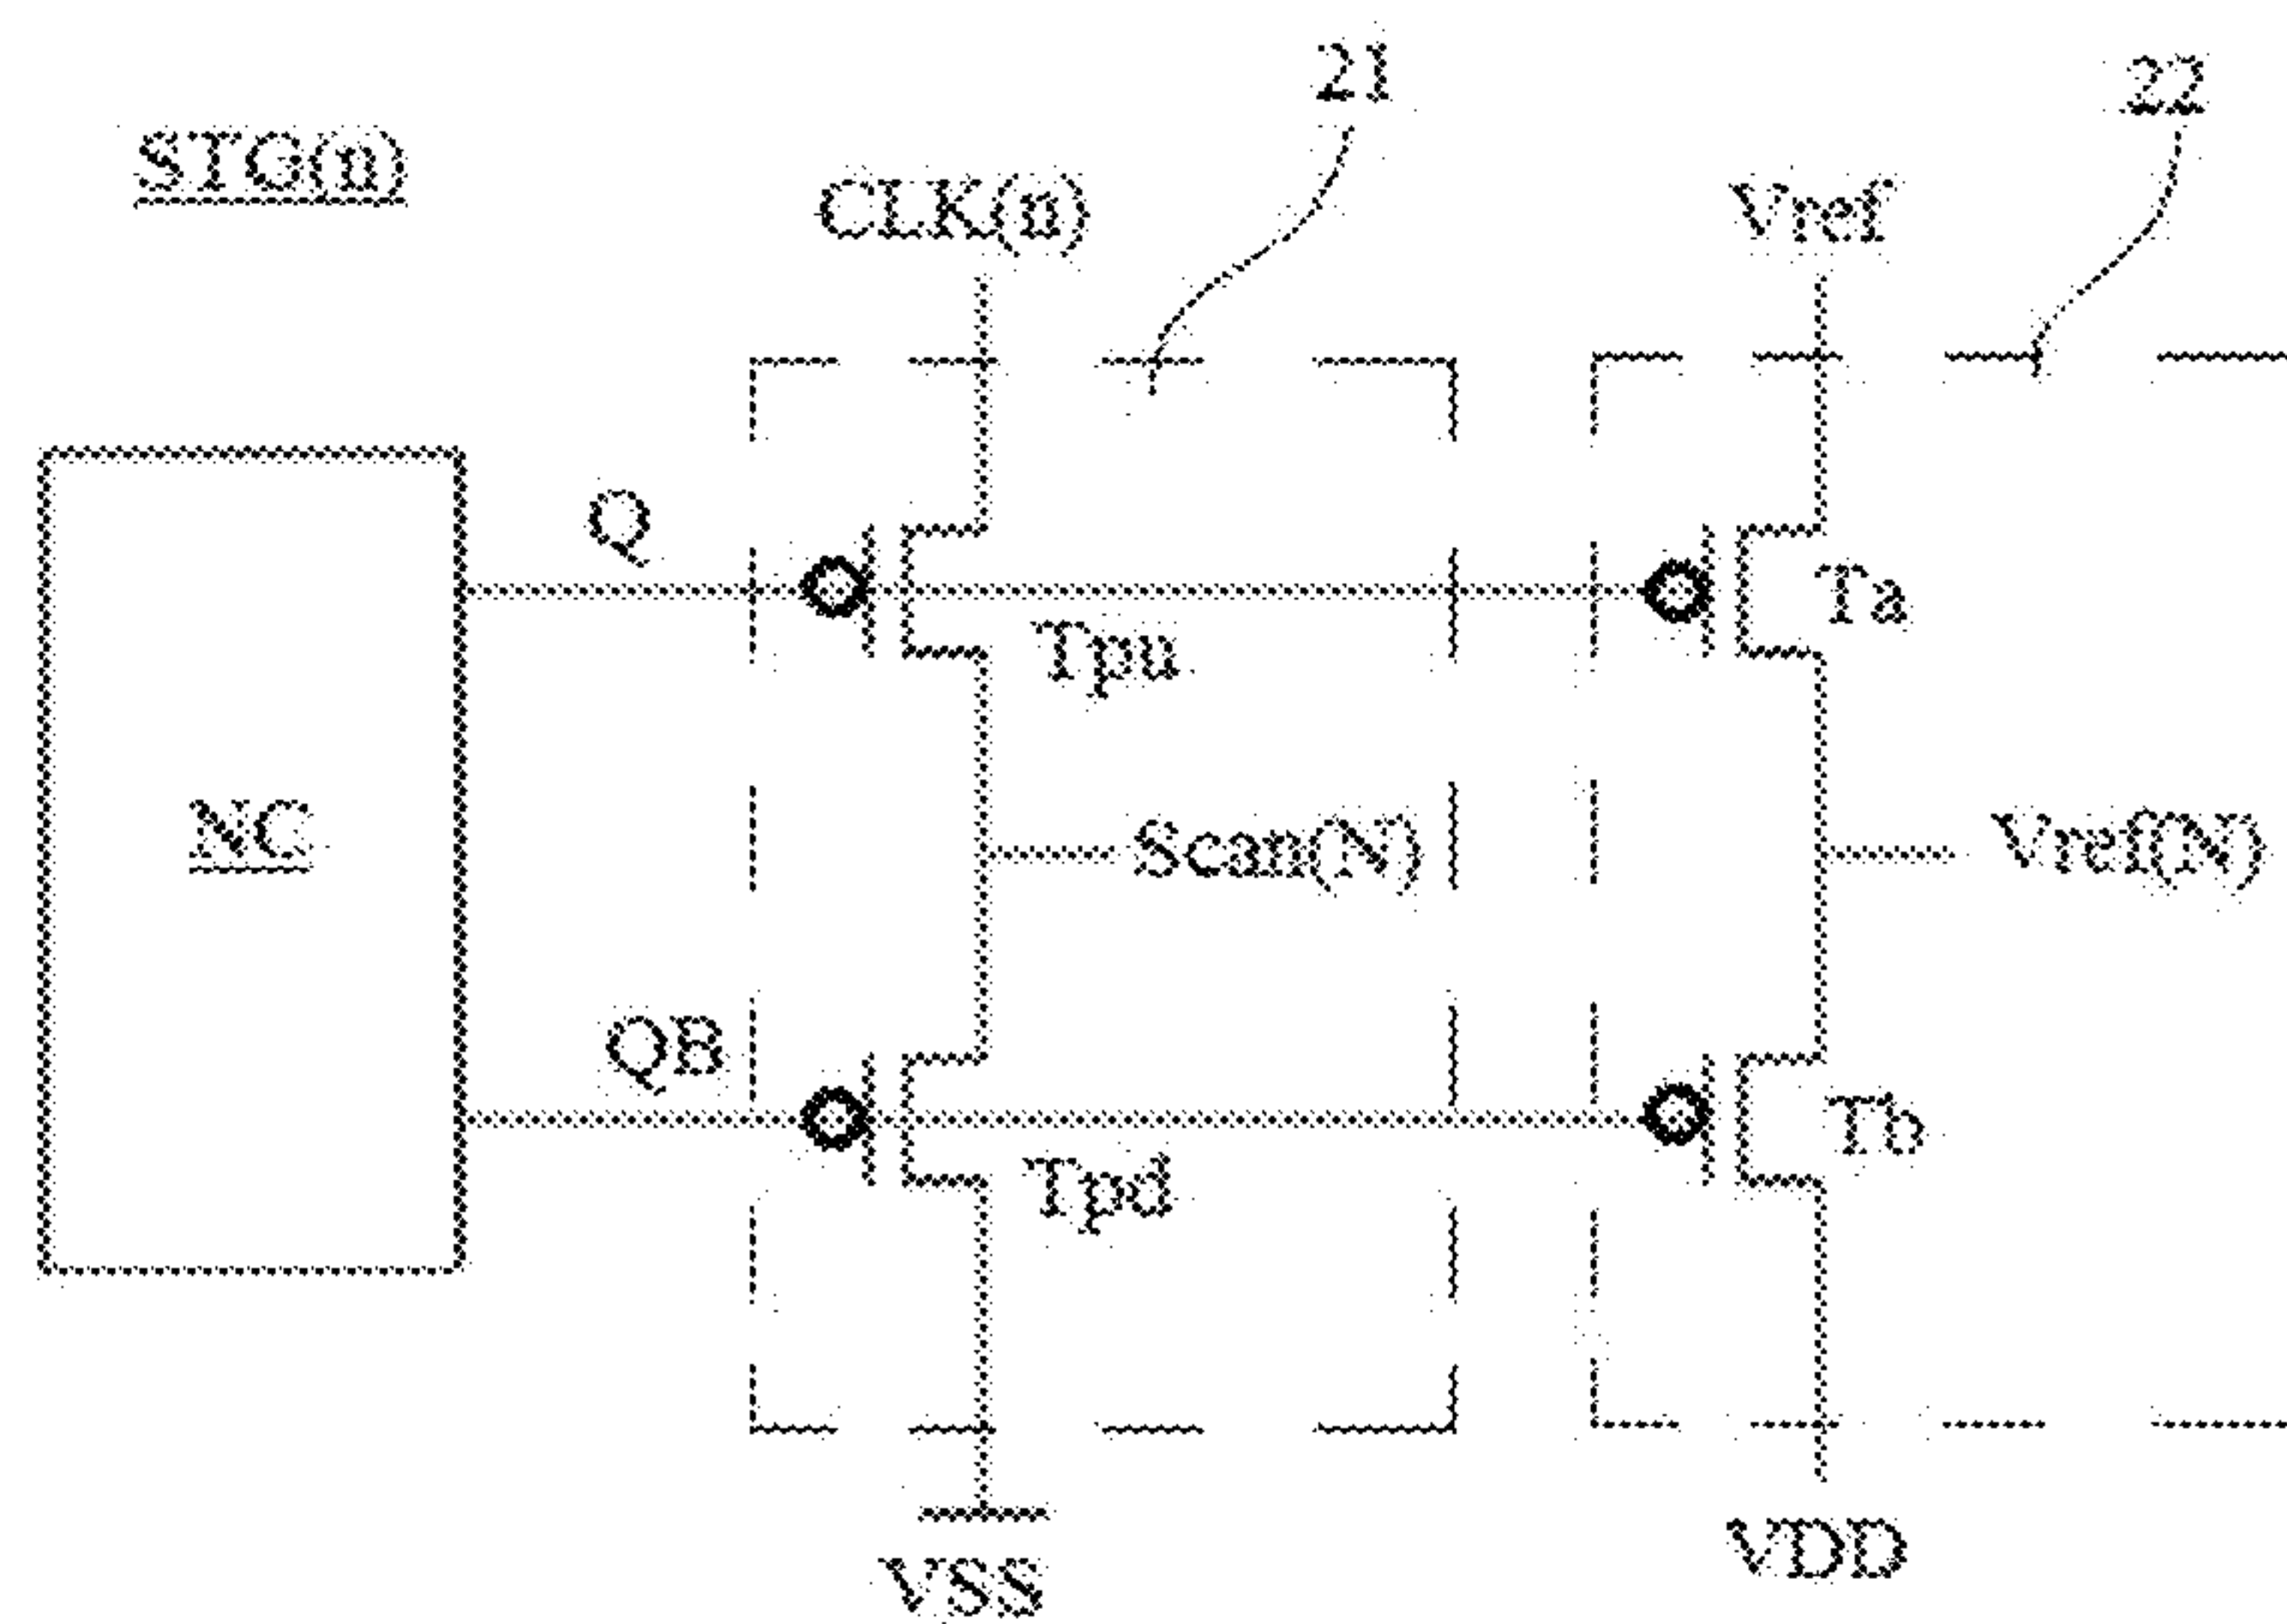 21
22
STG(n)
CLK(n)
Vref
Q
Ta
Tpu
NC
Scan(N)
Vref(N)
QB
Tb
Tpd
VDD
VSS